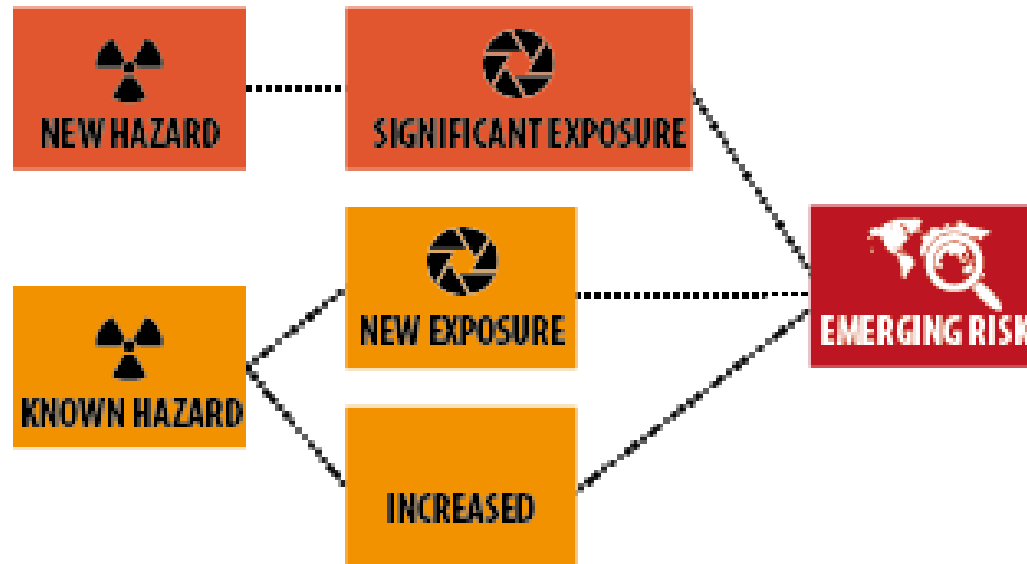 NEW HAZARD
SIGNIFICANT EXPOSURE
NEW EXPOSURE
EMERGING RISK
KNOWN HAZARD
INCREASED